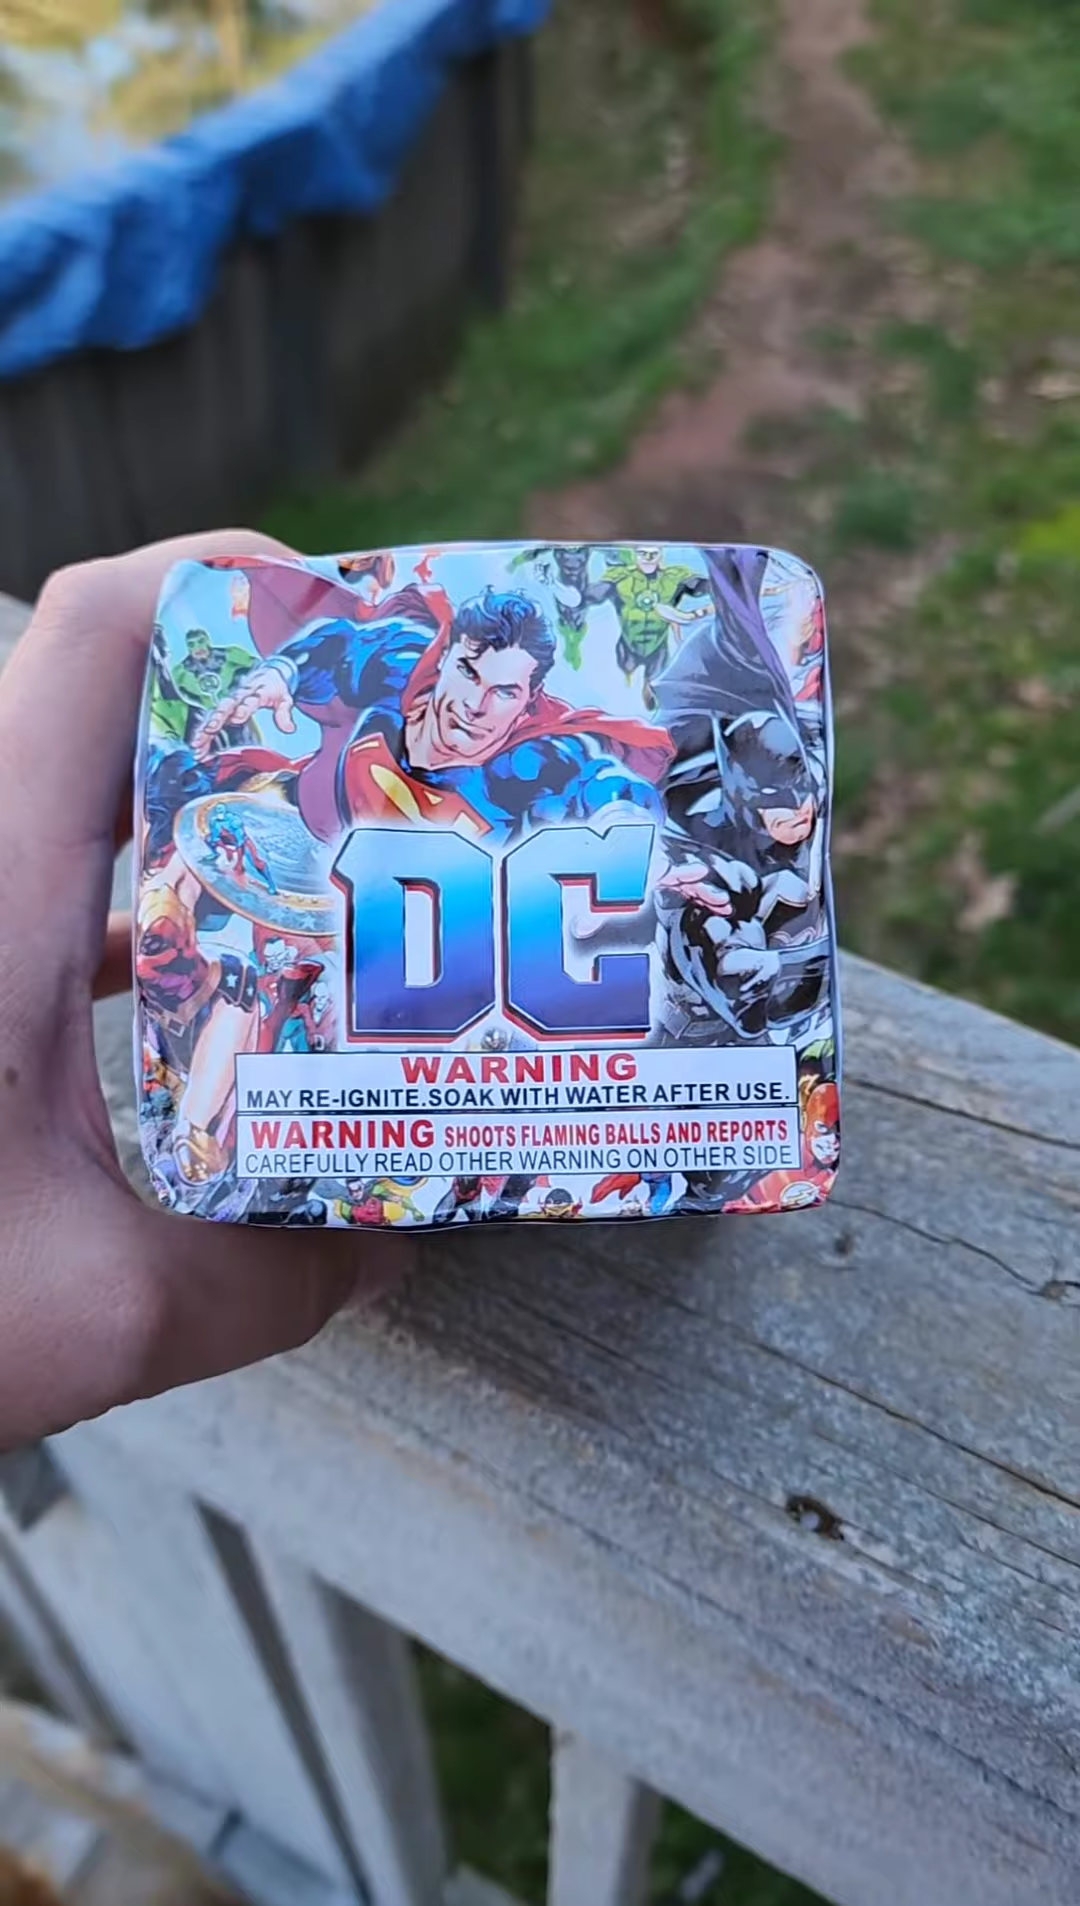 DC
WARNING
MAY RE-IGNITE.SOAK WITH WATER AFTER USE.
WARNING SHOOTS FLAMING BALLS AND REPORTS
CAREFULLY READ OTHER WARNING ON OTHER SIDE